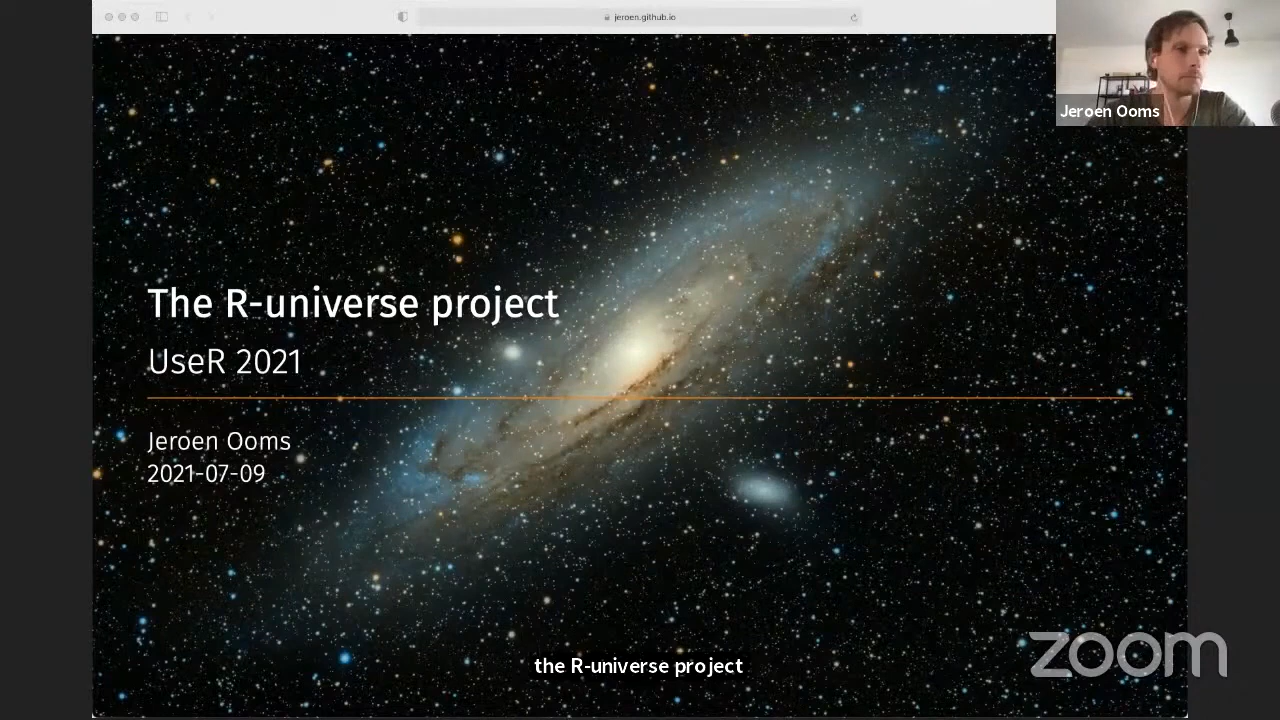 jeroen.github.io
Jeroen Ooms
The R-universe project
UseR 2021
Jeroen Ooms
2021-07-09
the R-universe project
zoom